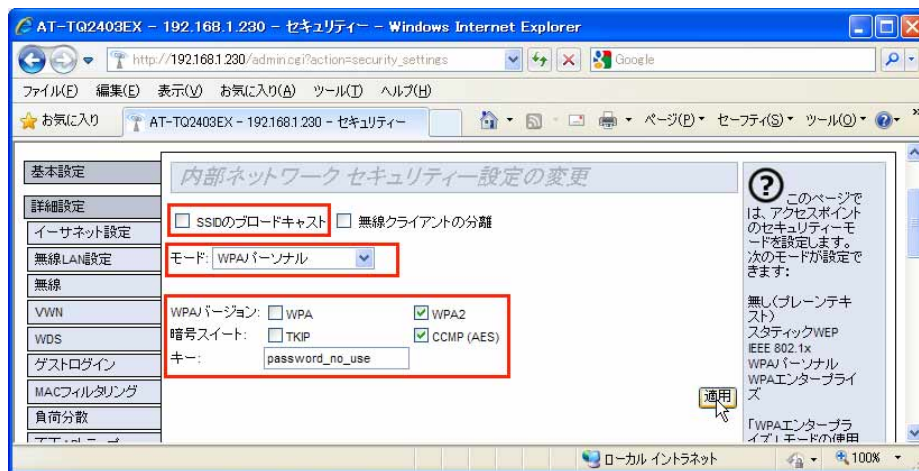 AT-TQ2403EX - 192.168.1.230 - セキュリティー - Windows Internet Explorer
http://192.168.1.230/admin.cgi?action=security_settings
Google
ファイル(F) 編集(E) 表示(V) お気に入り(A) ツール(T) ヘルプ(H)
お気に入り AT-TQ2403EX - 192.168.1.230 - セキュリティー ページ(P) セーフティ(S) ツール(O)
基本設定
詳細設定
イーサネット設定
無線LAN設定
無線
VWN
WDS
ゲストログイン
MACフィルタリング
負荷分散
内部ネットワーク セキュリティー設定の変更
SSIDのブロードキャスト 無線クライアントの分離
モード: WPAパーソナル
WPAバージョン: WPA WPA2
暗号スイート: TKIP CCMP (AES)
キー: password_no_use
適用
このページで
は、アクセスポイント
のセキュリティーモ
ードを設定します。
次のモードが設定で
きます:
無し(プレーンテキ
スト)
スタティックWEP
IEEE 802.1x
WPAパーソナル
WPAエンタープライ
ズ
「WPAエンタープラ
イズ」モードの使用
ローカル イントラネット 100%